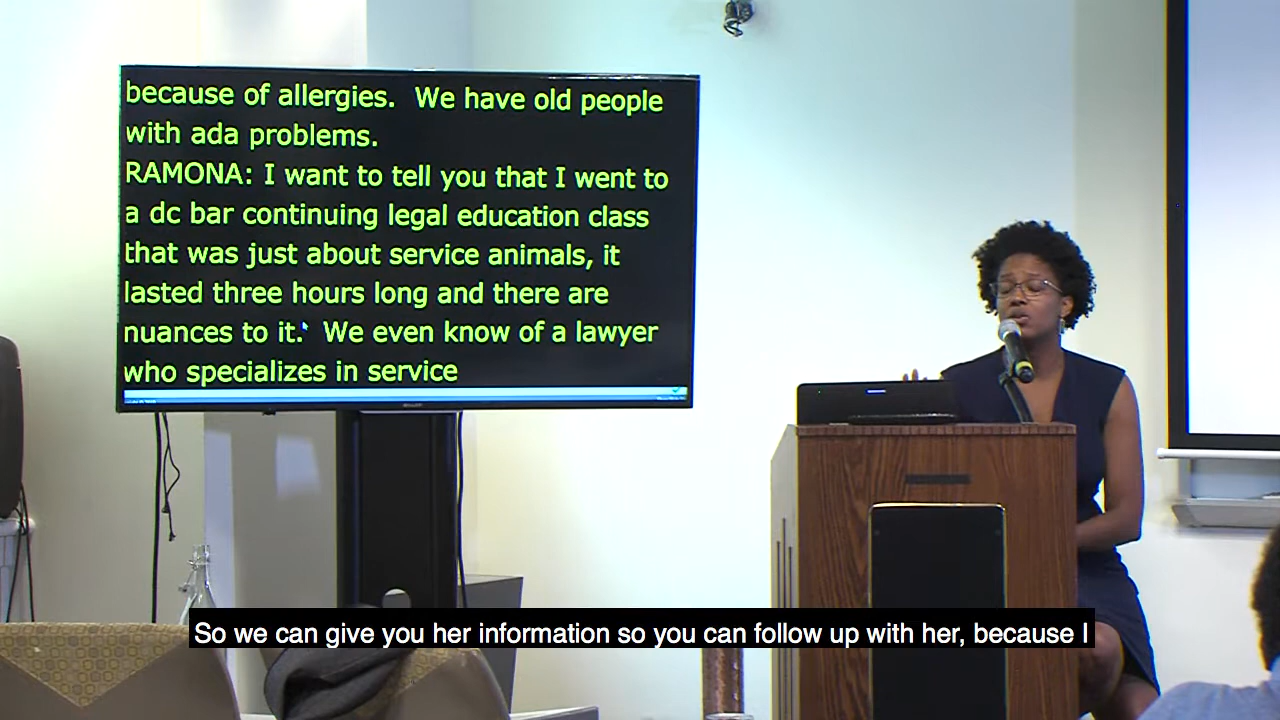 because of allergies.  We have old people
with ada problems.
RAMONA: I want to tell you that I went to
a dc bar continuing legal education class
that was just about service animals, it
lasted three hours long and there are
nuances to it.  We even know of a lawyer
who specializes in service
So we can give you her information so you can follow up with her, because I